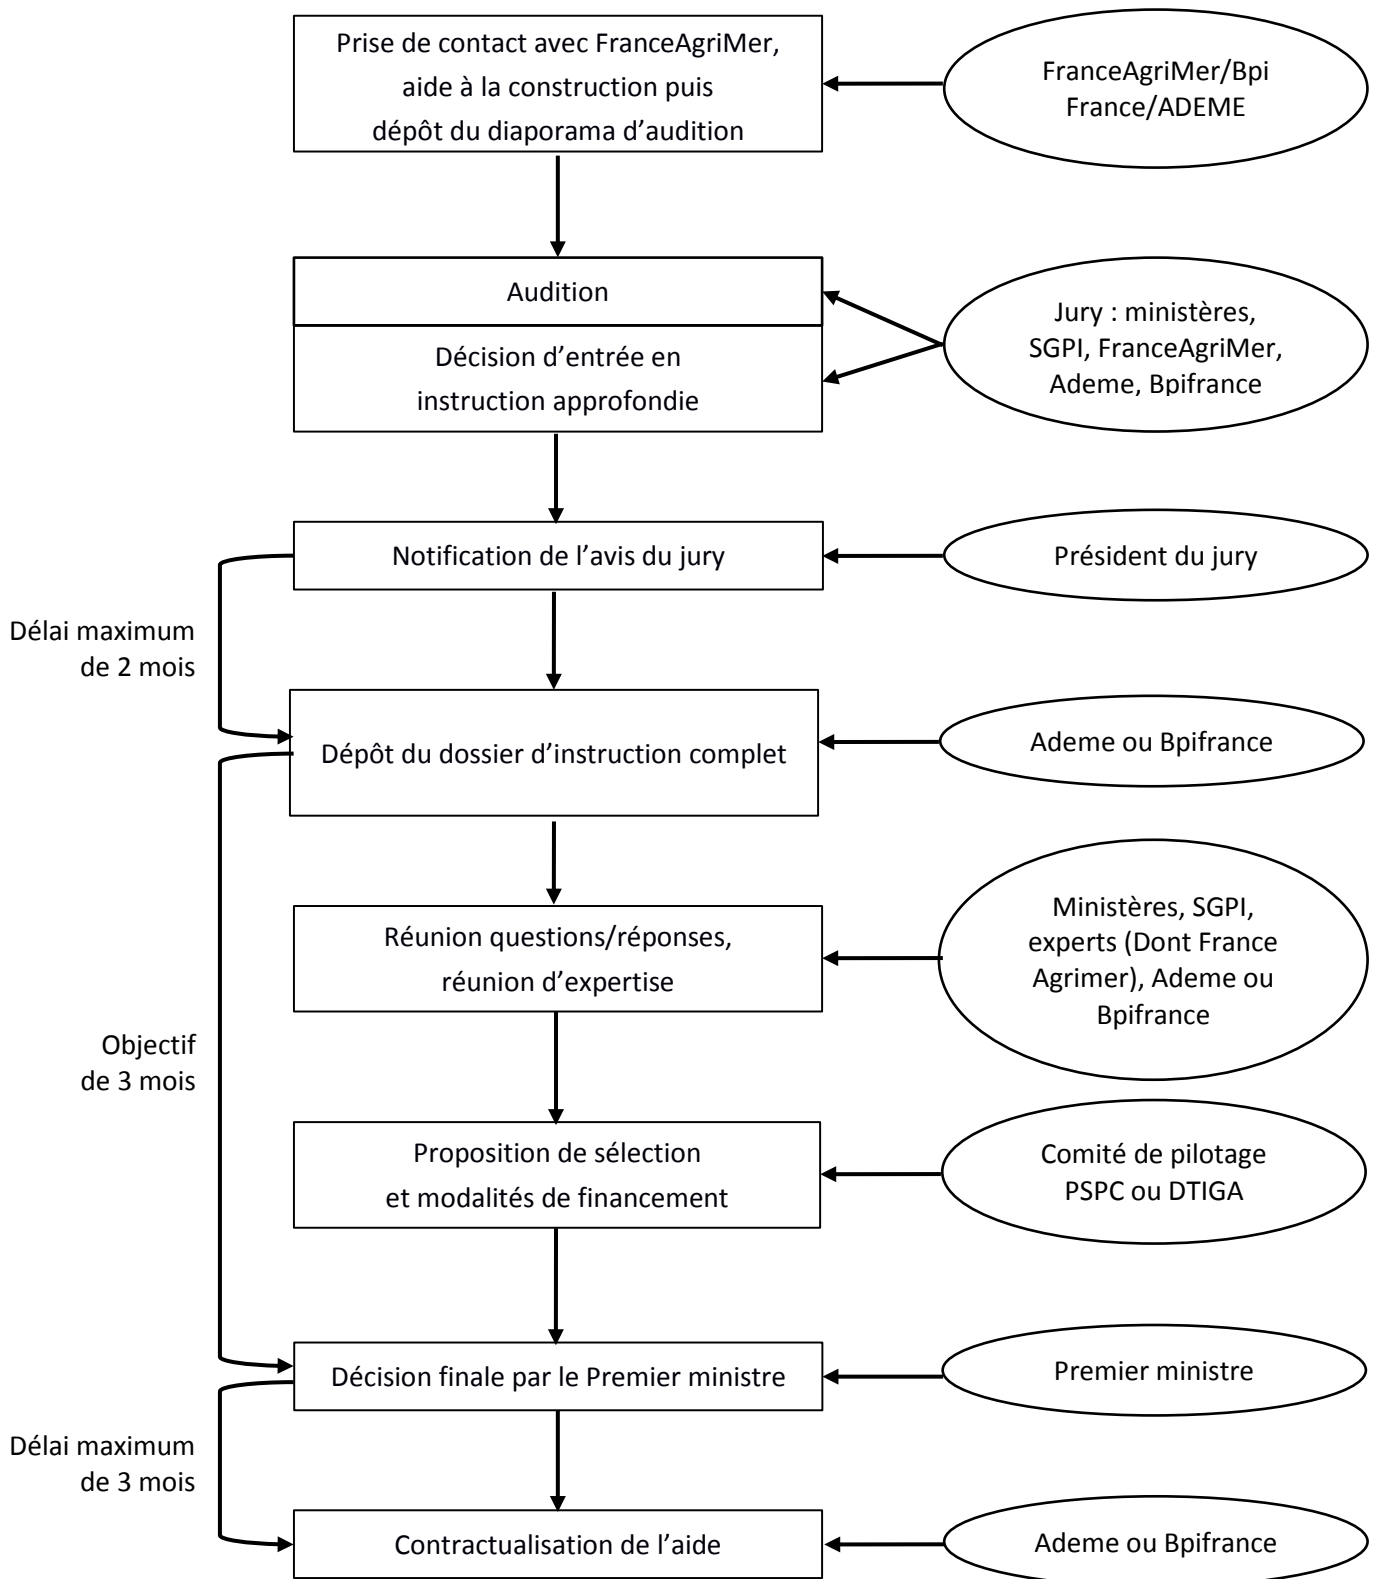 Prise de contact avec FranceAgriMer,
aide à la construction puis
dépôt du diaporama d’audition
FranceAgriMer/Bpi
France/ADEME
Audition
Décision d’entrée en
instruction approfondie
Jury : ministères,
SGPI, FranceAgriMer,
Ademe, Bpifrance
Notification de l’avis du jury
Président du jury
Délai maximum
de 2 mois
Dépôt du dossier d’instruction complet
Ademe ou Bpifrance
Réunion questions/réponses,
réunion d’expertise
Ministères, SGPI,
experts (Dont France
Agrimer), Ademe ou
Bpifrance
Objectif
de 3 mois
Proposition de sélection
et modalités de financement
Comité de pilotage
PSPC ou DTIGA
Décision finale par le Premier ministre
Premier ministre
Délai maximum
de 3 mois
Contractualisation de l’aide
Ademe ou Bpifrance